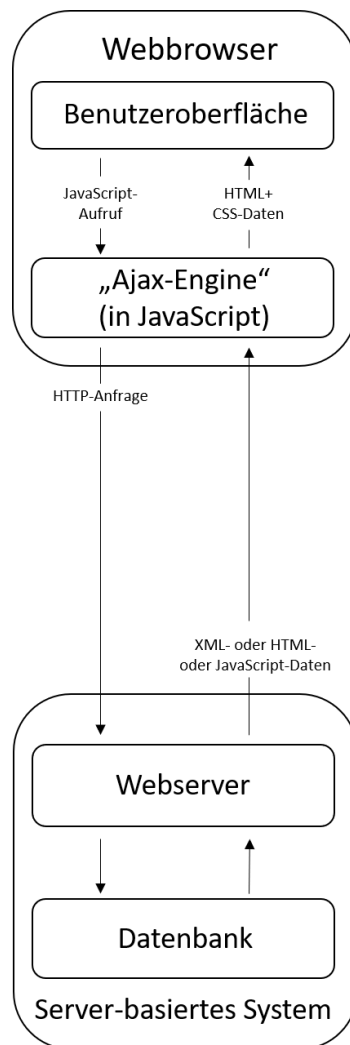 Webbrowser
Benutzeroberfläche
JavaScript-
Aufruf
HTML+
CSS-Daten
„Ajax-Engine“
(in JavaScript)
HTTP-Anfrage
XML- oder HTML-
oder JavaScript-Daten
Webserver
Datenbank
Server-basiertes System